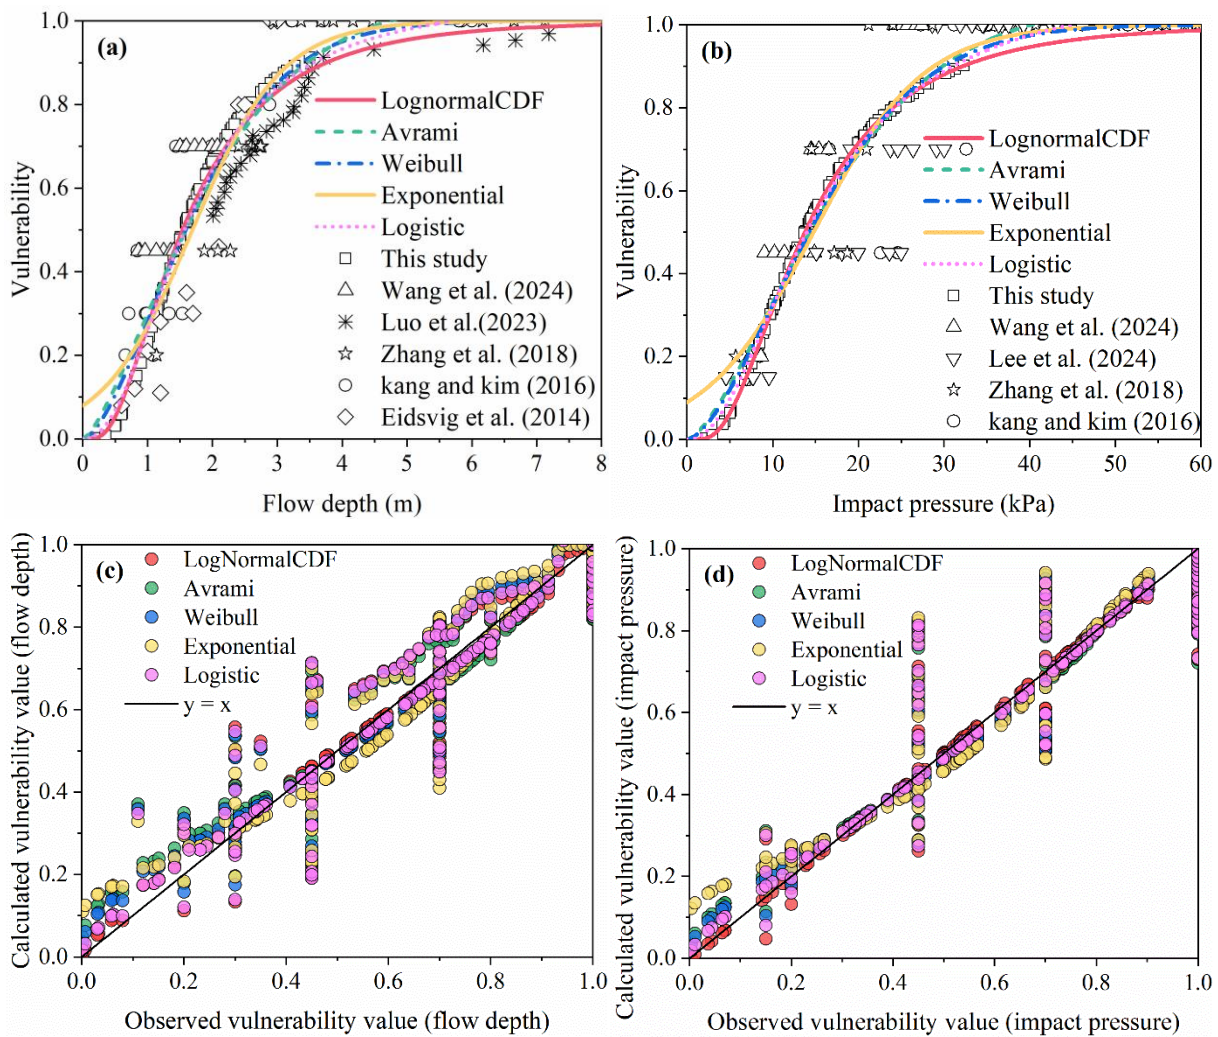 (a)
Vulnerability
1.0
0.8
0.6
0.4
0.2
0.0
LognormalCDF
Avrami
Weibull
Exponential
Logistic
This study
Wang et al. (2024)
Luo et al.(2023)
Zhang et al. (2018)
kang and kim (2016)
Eidsvig et al. (2014)
0 1 2 3 4 5 6 7 8
Flow depth (m)
(b)
Vulnerability
1.0
0.8
0.6
0.4
0.2
0.0
LognormalCDF
Avrami
Weibull
Exponential
Logistic
This study
Wang et al. (2024)
Lee et al. (2024)
Zhang et al. (2018)
kang and kim (2016)
0 10 20 30 40 50 60
Impact pressure (kPa)
(c)
Calculated vulnerability value (flow depth)
1.0
0.8
0.6
0.4
0.2
0.0
LogNormalCDF
Avrami
Weibull
Exponential
Logistic
y = x
0.0 0.2 0.4 0.6 0.8 1.0
Observed vulnerability value (flow depth)
(d)
Calculated vulnerability value (impact pressure)
1.0
0.8
0.6
0.4
0.2
0.0
LogNormalCDF
Avrami
Weibull
Exponential
Logistic
y = x
0.0 0.2 0.4 0.6 0.8 1.0
Observed vulnerability value (impact pressure)